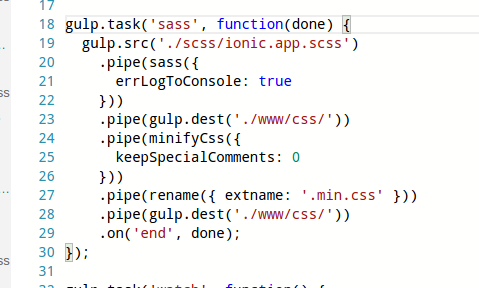 17
18 gulp.task('sass', function(done) {
19 gulp.src('./scss/ionic.app.scss')
20 .pipe(sass({
21 errLogToConsole: true
22 }))
23 .pipe(gulp.dest('./www/css/'))
24 .pipe(minifyCss({
25 keepSpecialComments: 0
26 }))
27 .pipe(rename({ extname: '.min.css' }))
28 .pipe(gulp.dest('./www/css/'))
29 .on('end', done);
30 });
31